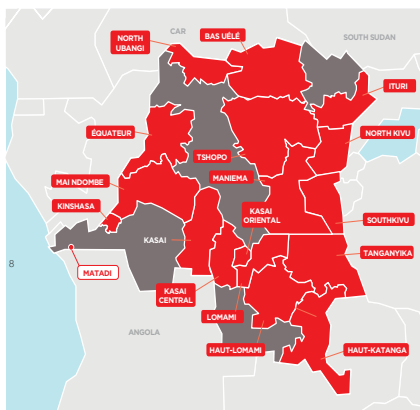 CAR
NORTH
UBANGI
BAS UÉLÉ
SOUTH SUDAN
ITURI
ÉQUATEUR
NORTH KIVU
TSHOPO
MANIEMA
MAI NDOMBE
KINSHASA
KASAI
ORIENTAL
SOUTHKIVU
KASAI
TANGANYIKA
8
MATADI
KASAI
CENTRAL
LOMAMI
ANGOLA
HAUT-LOMAMI
HAUT-KATANGA